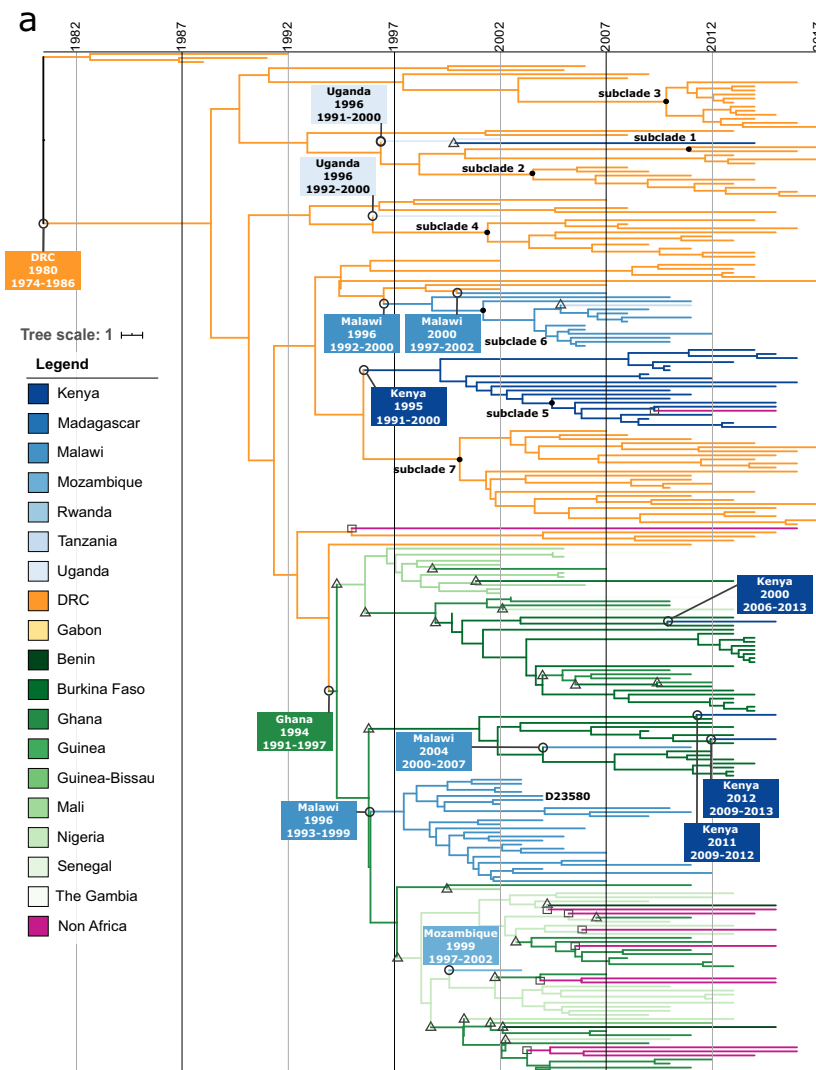 a
1982
1987
1992
1997
2002
2007
2012
2017
subclade 3
Uganda
1996
1991-2000
subclade 1
subclade 2
Uganda
1996
1992-2000
subclade 4
DRC
1980
1974-1986
Malawi
1996
1992-2000
Malawi
2000
1997-2002
subclade 6
Tree scale: 1
Legend
Kenya
Madagascar
Malawi
Mozambique
Rwanda
Tanzania
Uganda
DRC
Gabon
Benin
Burkina Faso
Ghana
Guinea
Guinea-Bissau
Mali
Nigeria
Senegal
The Gambia
Non Africa
Kenya
1995
1991-2000
subclade 5
subclade 7
Kenya
2000
2006-2013
Ghana
1994
1991-1997
Malawi
2004
2000-2007
Malawi
1996
1993-1999
D23580
Kenya
2012
2009-2013
Kenya
2011
2009-2012
Mozambique
1999
1997-2002